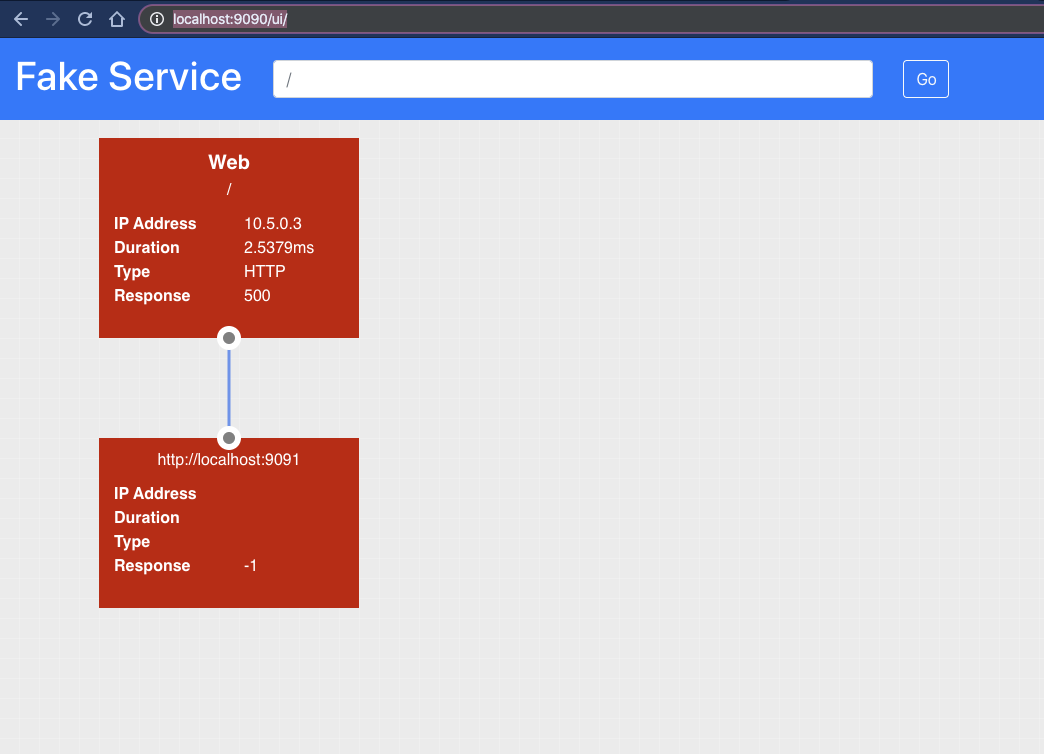 localhost:9090/ui/
Fake Service
/
Go
Web
/
IP Address 10.5.0.3
Duration 2.5379ms
Type HTTP
Response 500
http://localhost:9091
IP Address
Duration
Type
Response -1